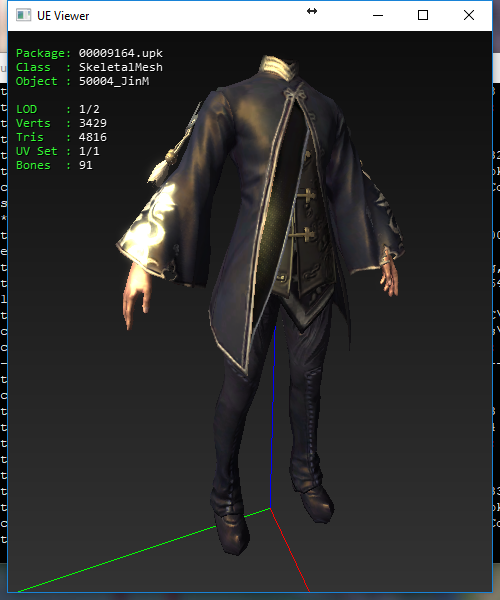 UE Viewer
Package: 00009164.upk
Class : SkeletalMesh
Object : 50004_JinM
LOD : 1/2
Verts : 3429
Tris : 4816
UV Set : 1/1
Bones : 91